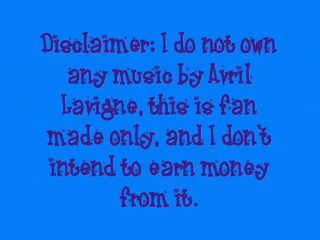 Disclaimer: I do not own
any music by Avril
Lavigne, this is fan
made only, and I don't
intend to earn money
from it.